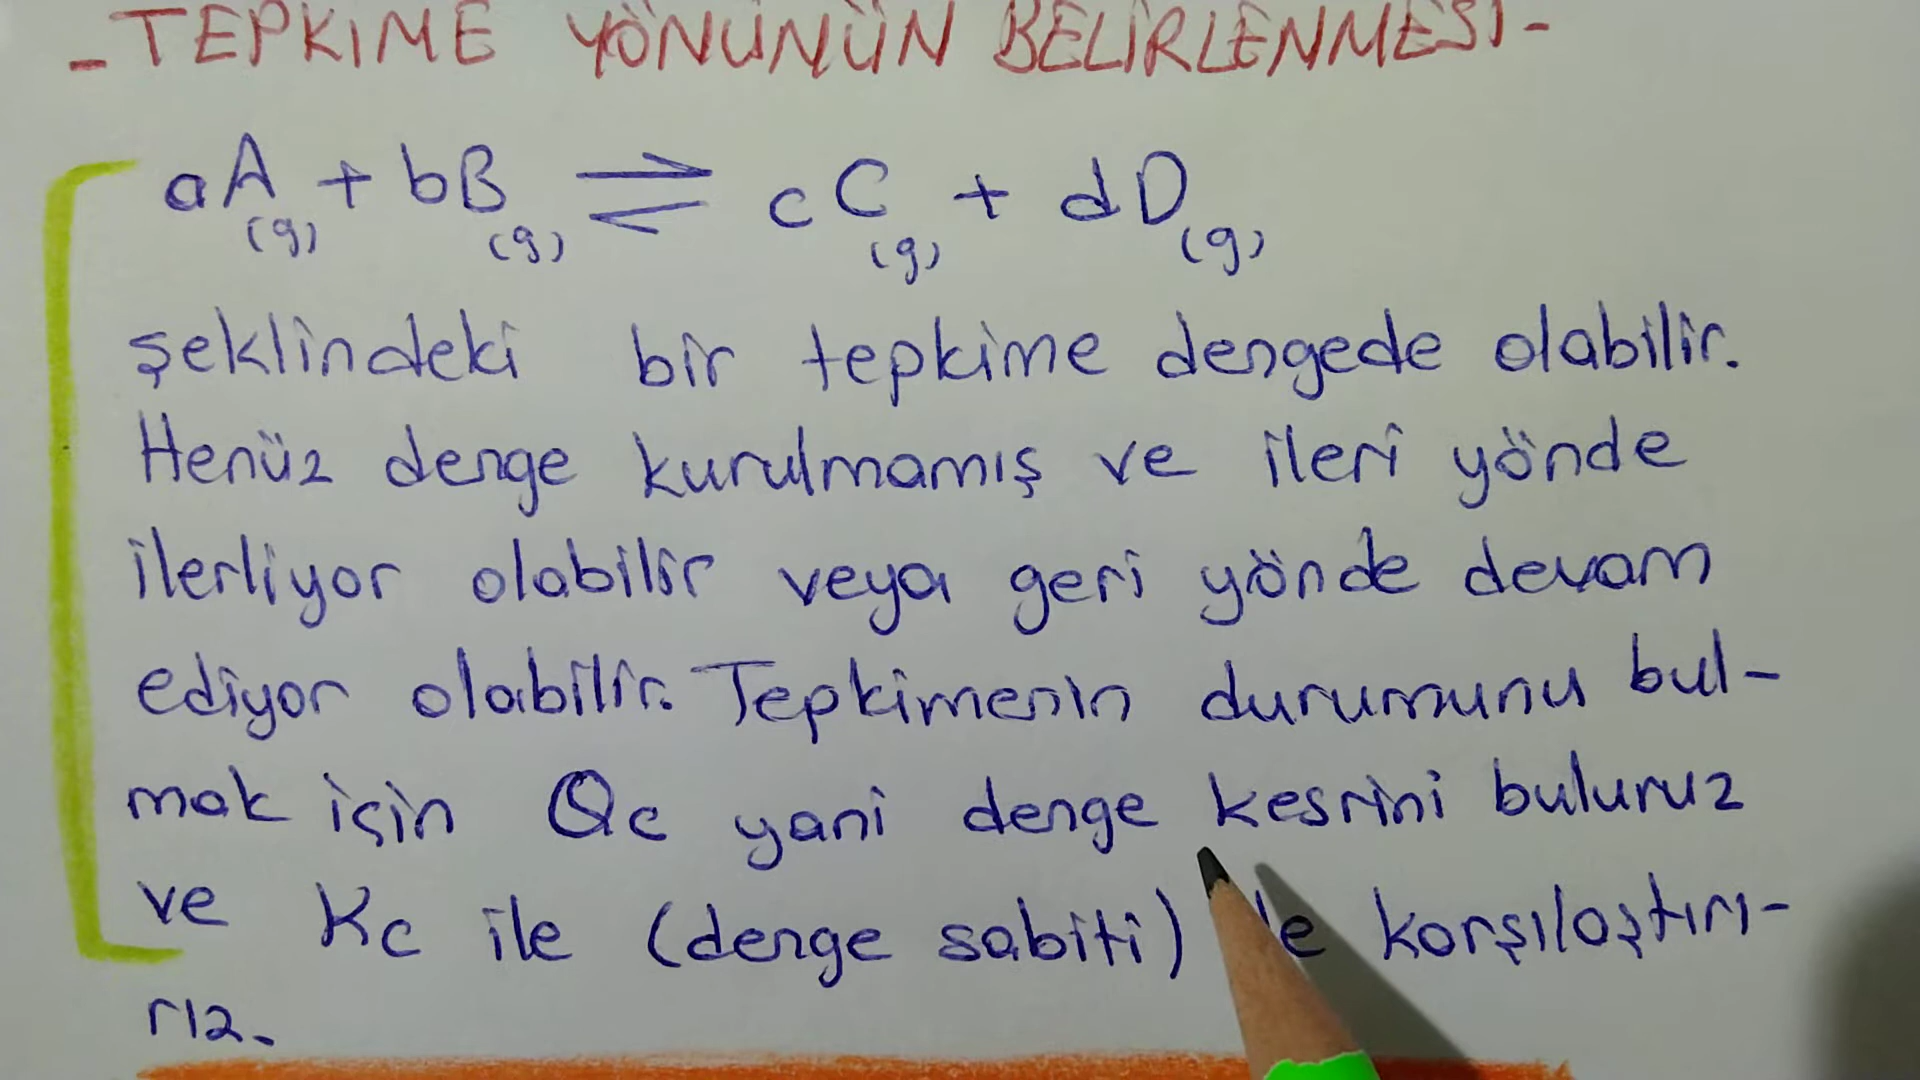 - TEPKİME YÖNÜNÜN BELİRLENMESİ -
aA(g) + bB(g) ⇌ cC(g) + dD(g)
şeklindeki bir tepkime dengede olabilir.
Henüz denge kurulmamış ve ileri yönde
ilerliyor olabilir veya geri yönde devam
ediyor olabilir. Tepkimenin durumunu bul-
mak için Qc yani denge kesrini buluruz
ve Kc ile (denge sabiti) le karşılaştırı-
rız.